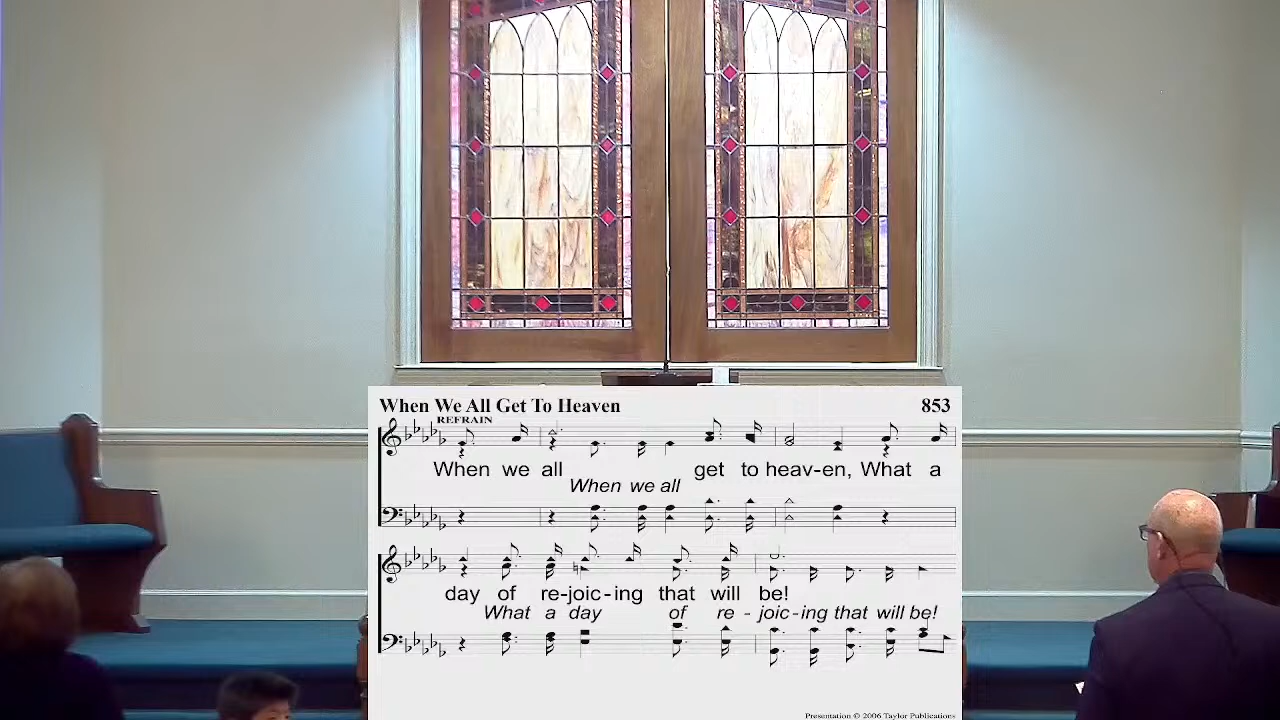 When We All Get To Heaven 853
REFRAIN
When we all get to heav-en, What a
When we all
day of re-joic-ing that will be!
What a day of re - joic-ing that will be!
Presentation © 2006 Taylor Publications